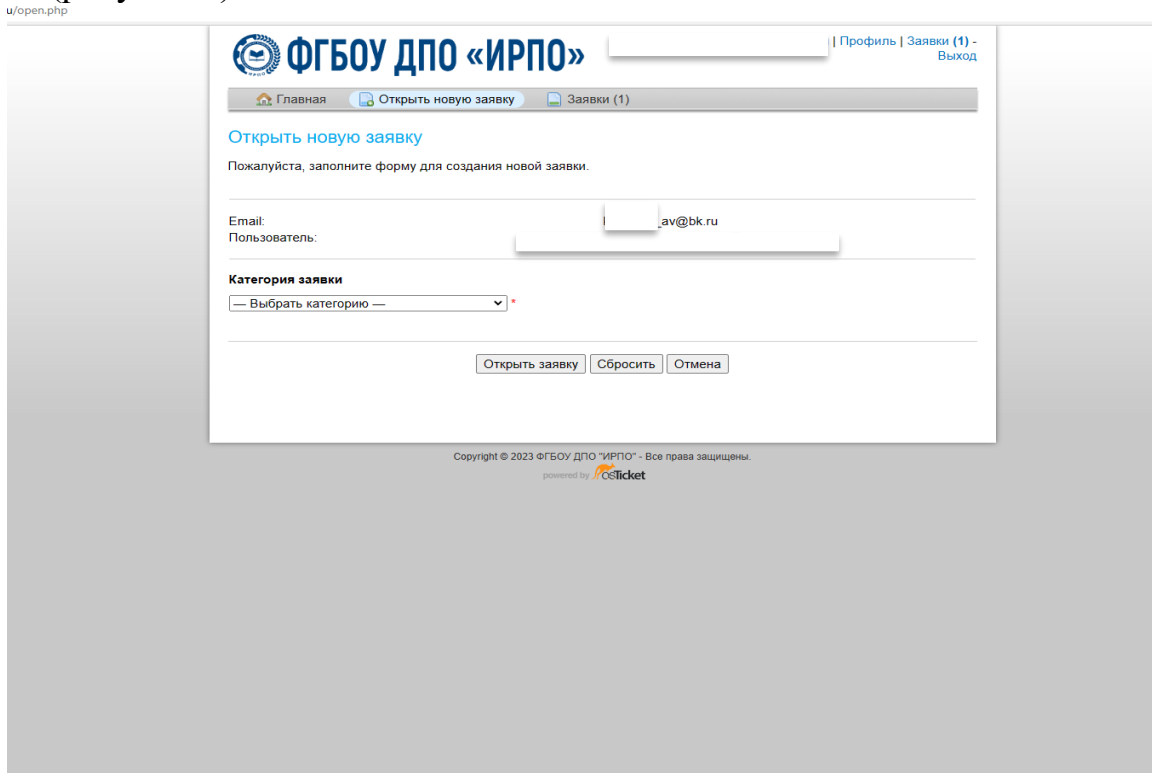 u/open.php
ФГБОУ ДПО «ИРПО»
| Профиль | Заявки (1) -
Выход
Главная
Открыть новую заявку
Заявки (1)
Открыть новую заявку
Пожалуйста, заполните форму для создания новой заявки.
Email:
_av@bk.ru
Пользователь:
Категория заявки
— Выбрать категорию — *
Открыть заявку
Сбросить
Отмена
Copyright © 2023 ФГБОУ ДПО "ИРПО" - Все права защищены.
powered by osTicket